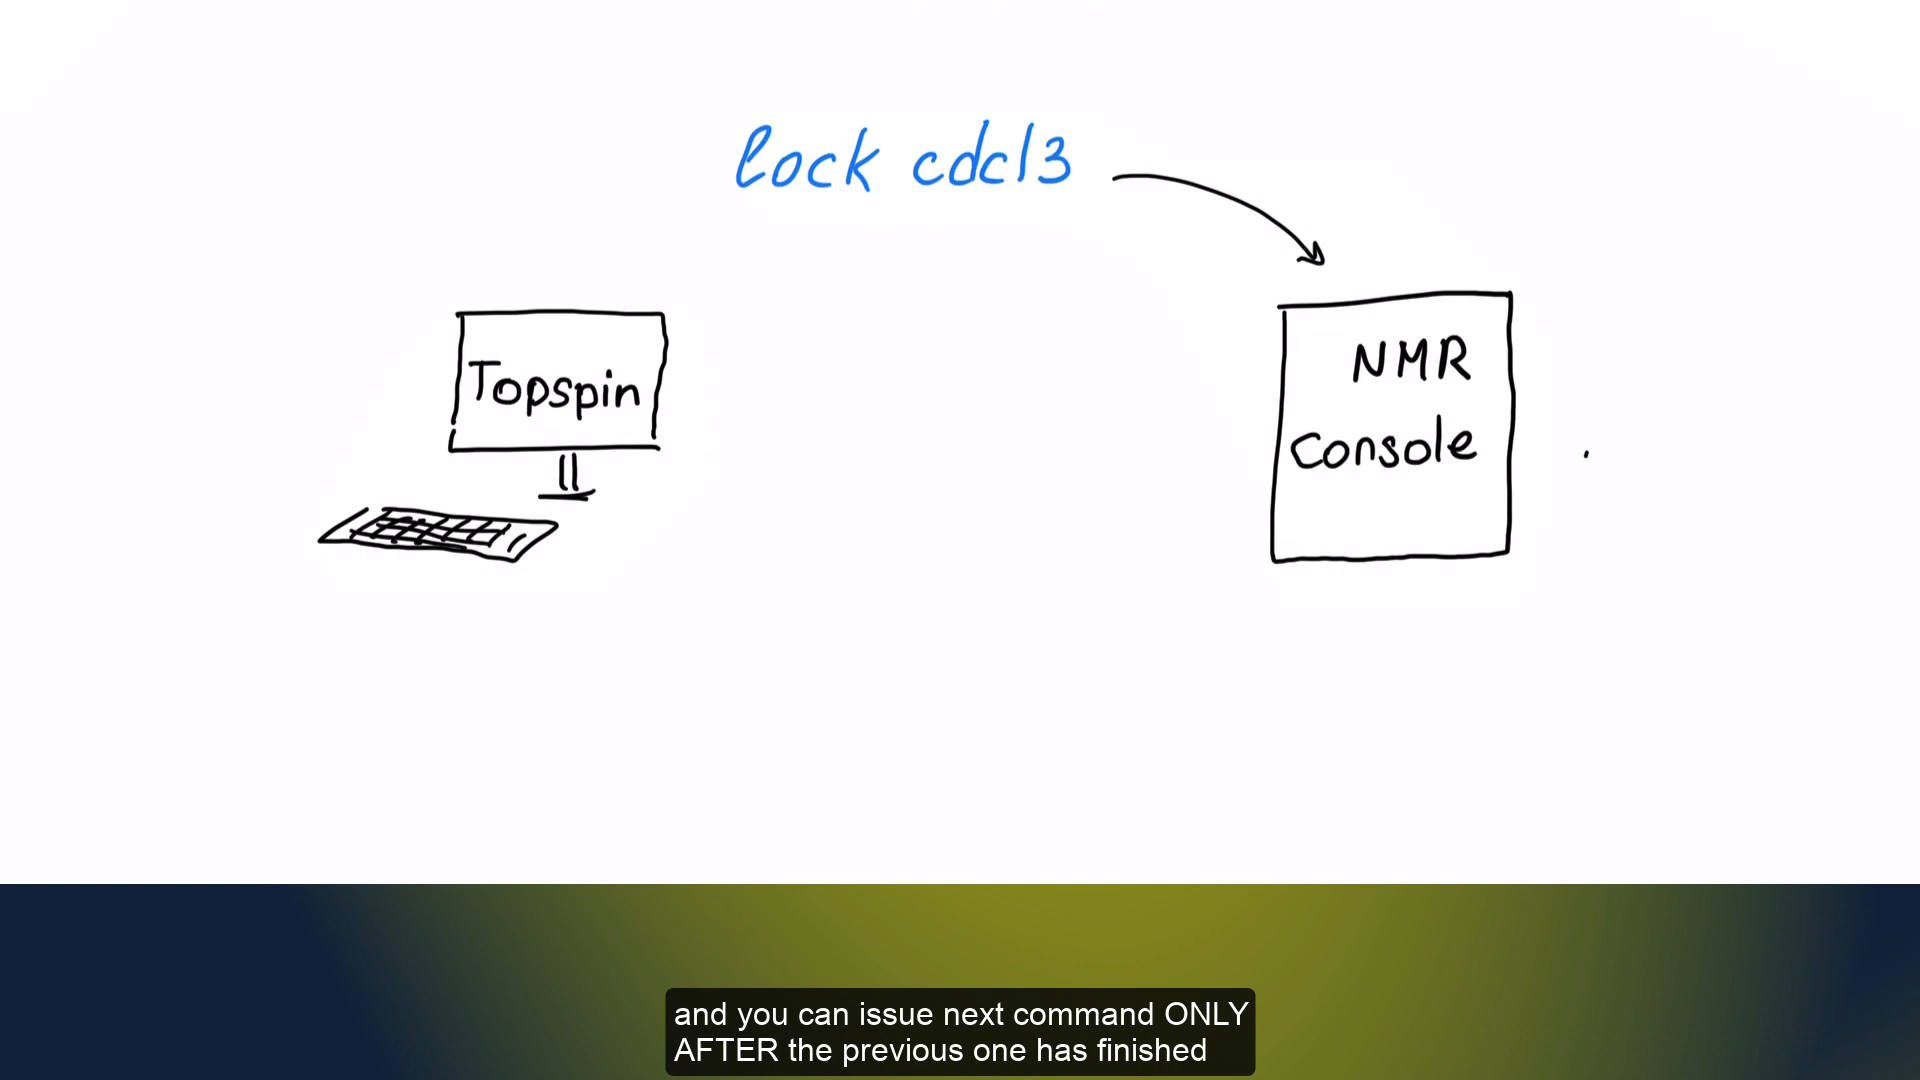 lock cdcl3
Topspin
NMR
console
and you can issue next command ONLY
AFTER the previous one has finished